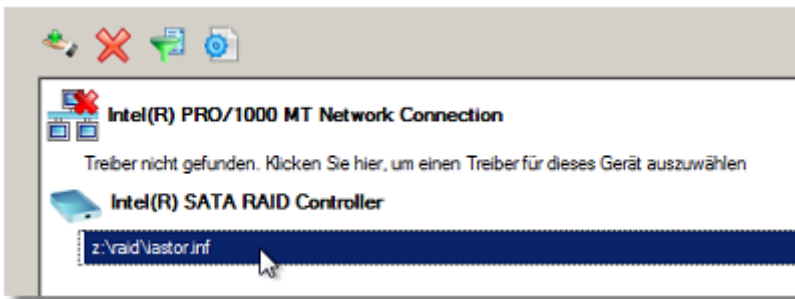 Intel(R) PRO/1000 MT Network Connection
Treiber nicht gefunden. Klicken Sie hier, um einen Treiber für dieses Gerät auszuwählen
Intel(R) SATA RAID Controller
z:\raid\iastor.inf